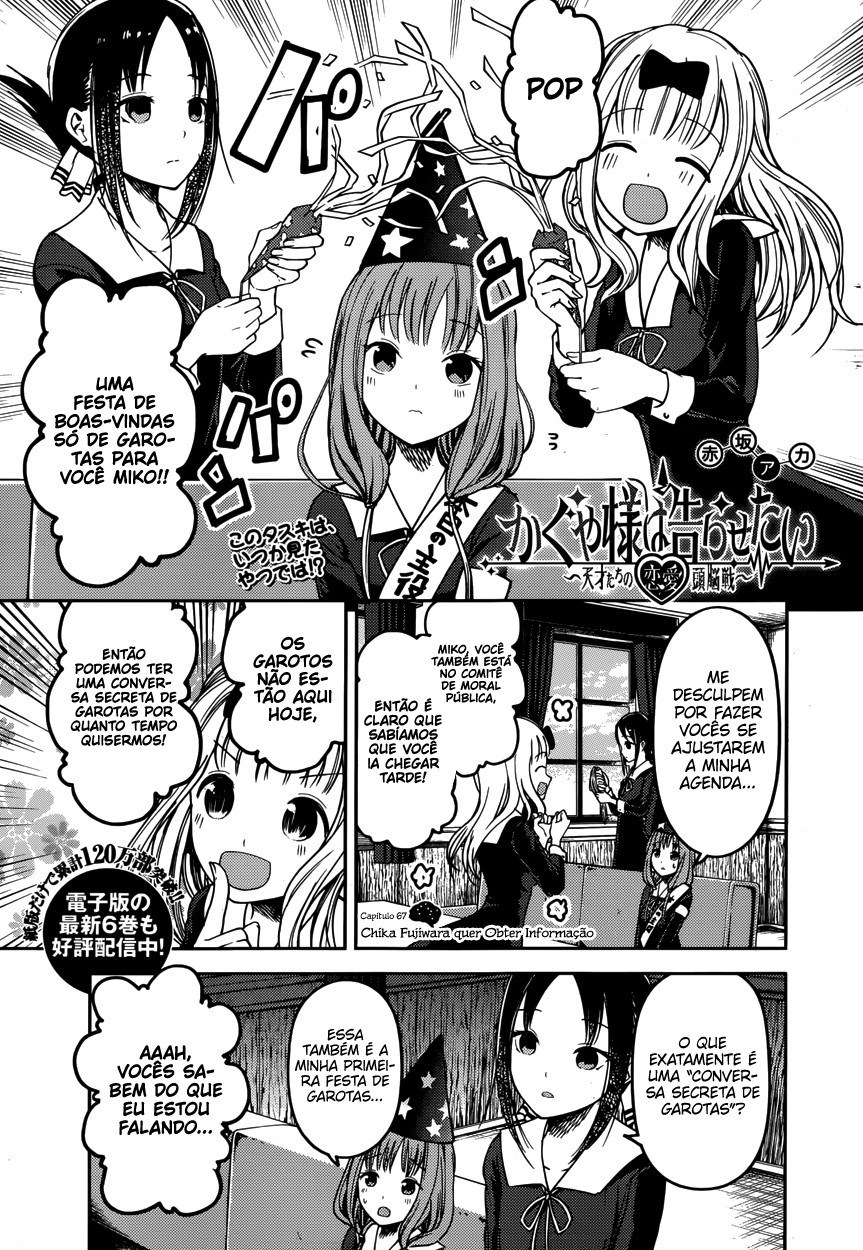 POP
パ
ン
パ
ン
赤坂アカ
UMA
FESTA DE
BOAS-VINDAS
SÓ DE GARO-
TAS PARA
VOCÊ MIKO!!
本日の主役
このタスキは、
いつか見た
やつでは!?
かぐや様は告らせたい
〜天才たちの恋愛頭脳戦〜
ME
DESCULPEM
POR FAZER
VOCÊS SE
AJUSTAREM
A MINHA
AGENDA...
MIKO, VOCÊ
TAMBÉM ESTÁ
NO COMITÊ
DE MORAL
PÚBLICA,
ENTÃO É
CLARO QUE
SABÍAMOS
QUE VOCÊ
IA CHEGAR
TARDE!
Capítulo 67
Chika Fujiwara quer Obter Informação
OS
GAROTOS
NÃO ES-
TÃO AQUI
HOJE,
ENTÃO
PODEMOS TER
UMA CONVER-
SA SECRETA DE
GAROTAS POR
QUANTO TEMPO
QUISERMOS!
紙版だけで累計120万部突破!!
電子版の
最新6巻も
好評配信中!
O QUE
EXATAMENTE É
UMA "CONVER-
SA SECRETA DE
GAROTAS"?
ESSA
TAMBÉM É A
MINHA PRIMEI-
RA FESTA DE
GAROTAS...
AAAH,
VOCÊS SA-
BEM DO QUE
EU ESTOU
FALANDO...